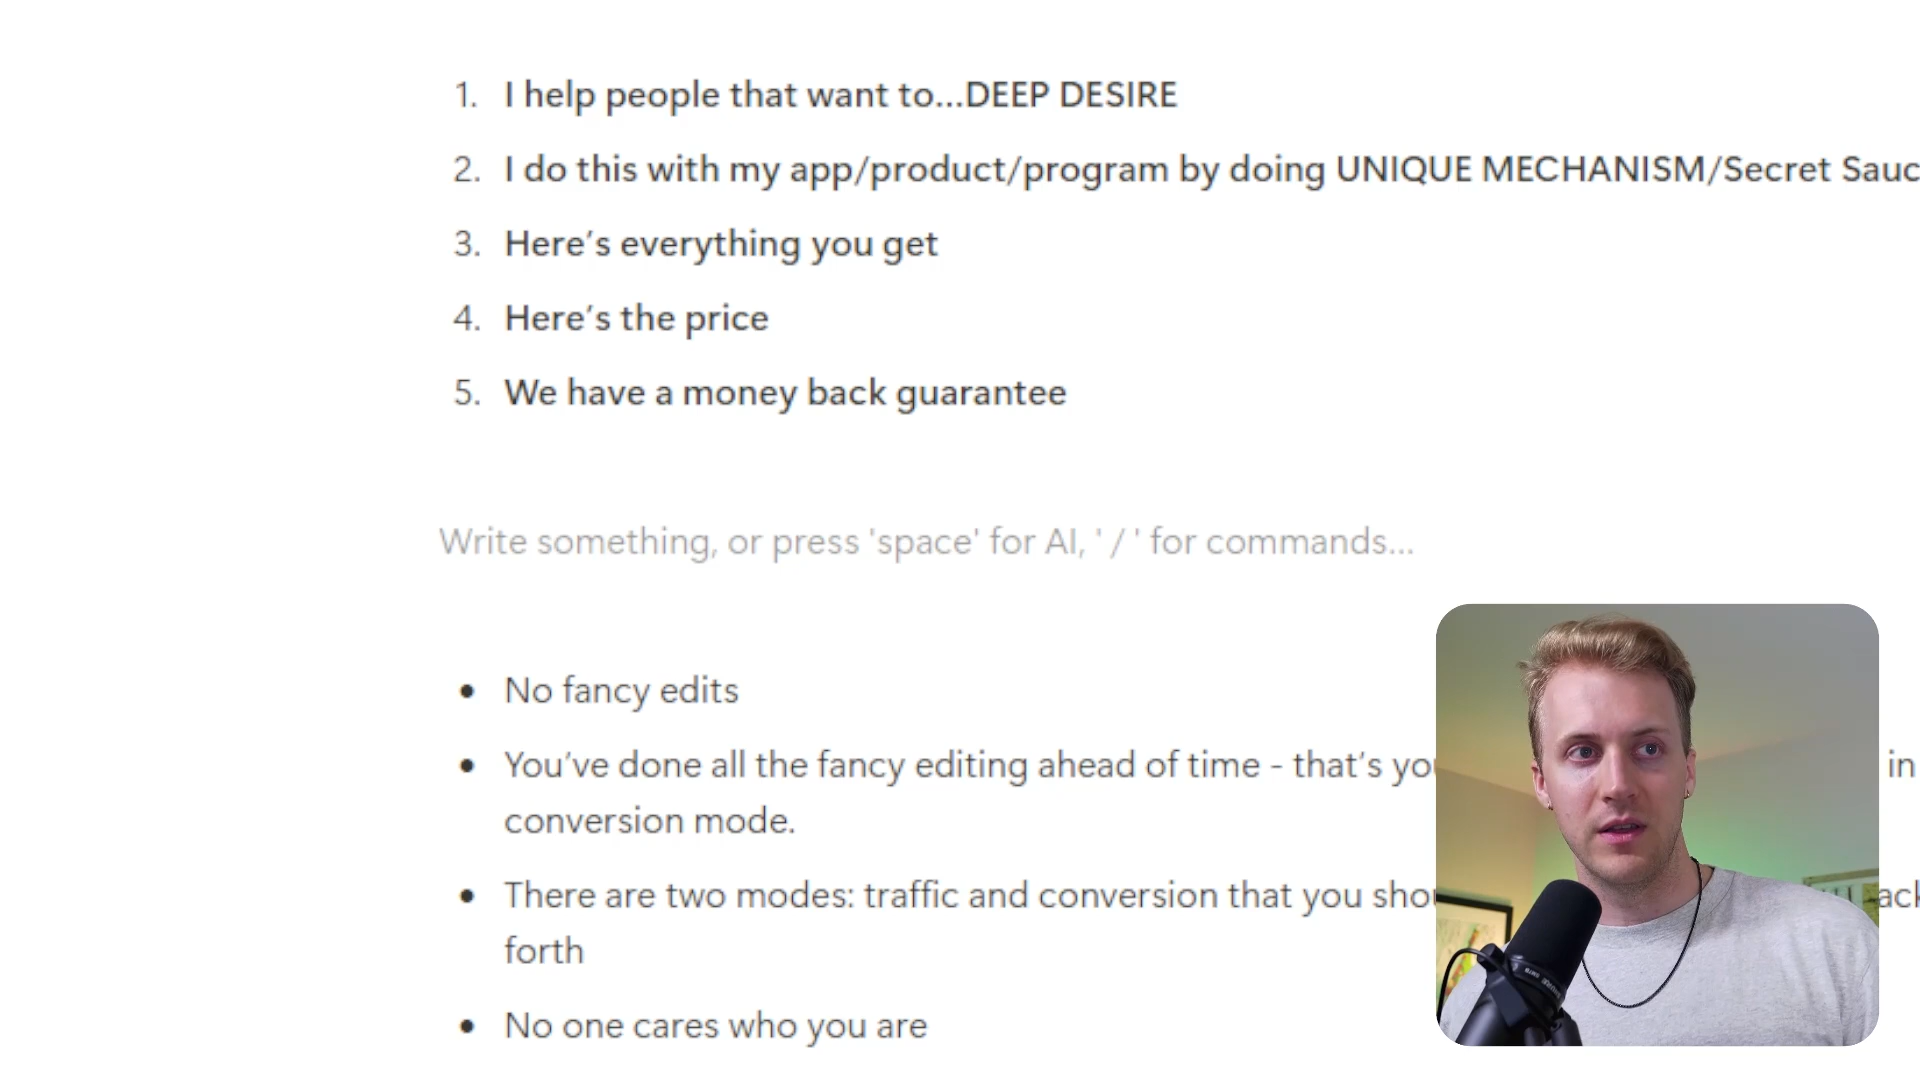 1. I help people that want to...DEEP DESIRE
2. I do this with my app/product/program by doing UNIQUE MECHANISM/Secret
3. Here's everything you get
4. Here's the price
5. We have a money back guarantee
Write something, or press 'space' for AI, ' / ' for commands...
• No fancy edits
• You've done all the fancy editing ahead of time - that's in
conversion mode.
• There are two modes: traffic and conversion that you
forth
• No one cares who you are